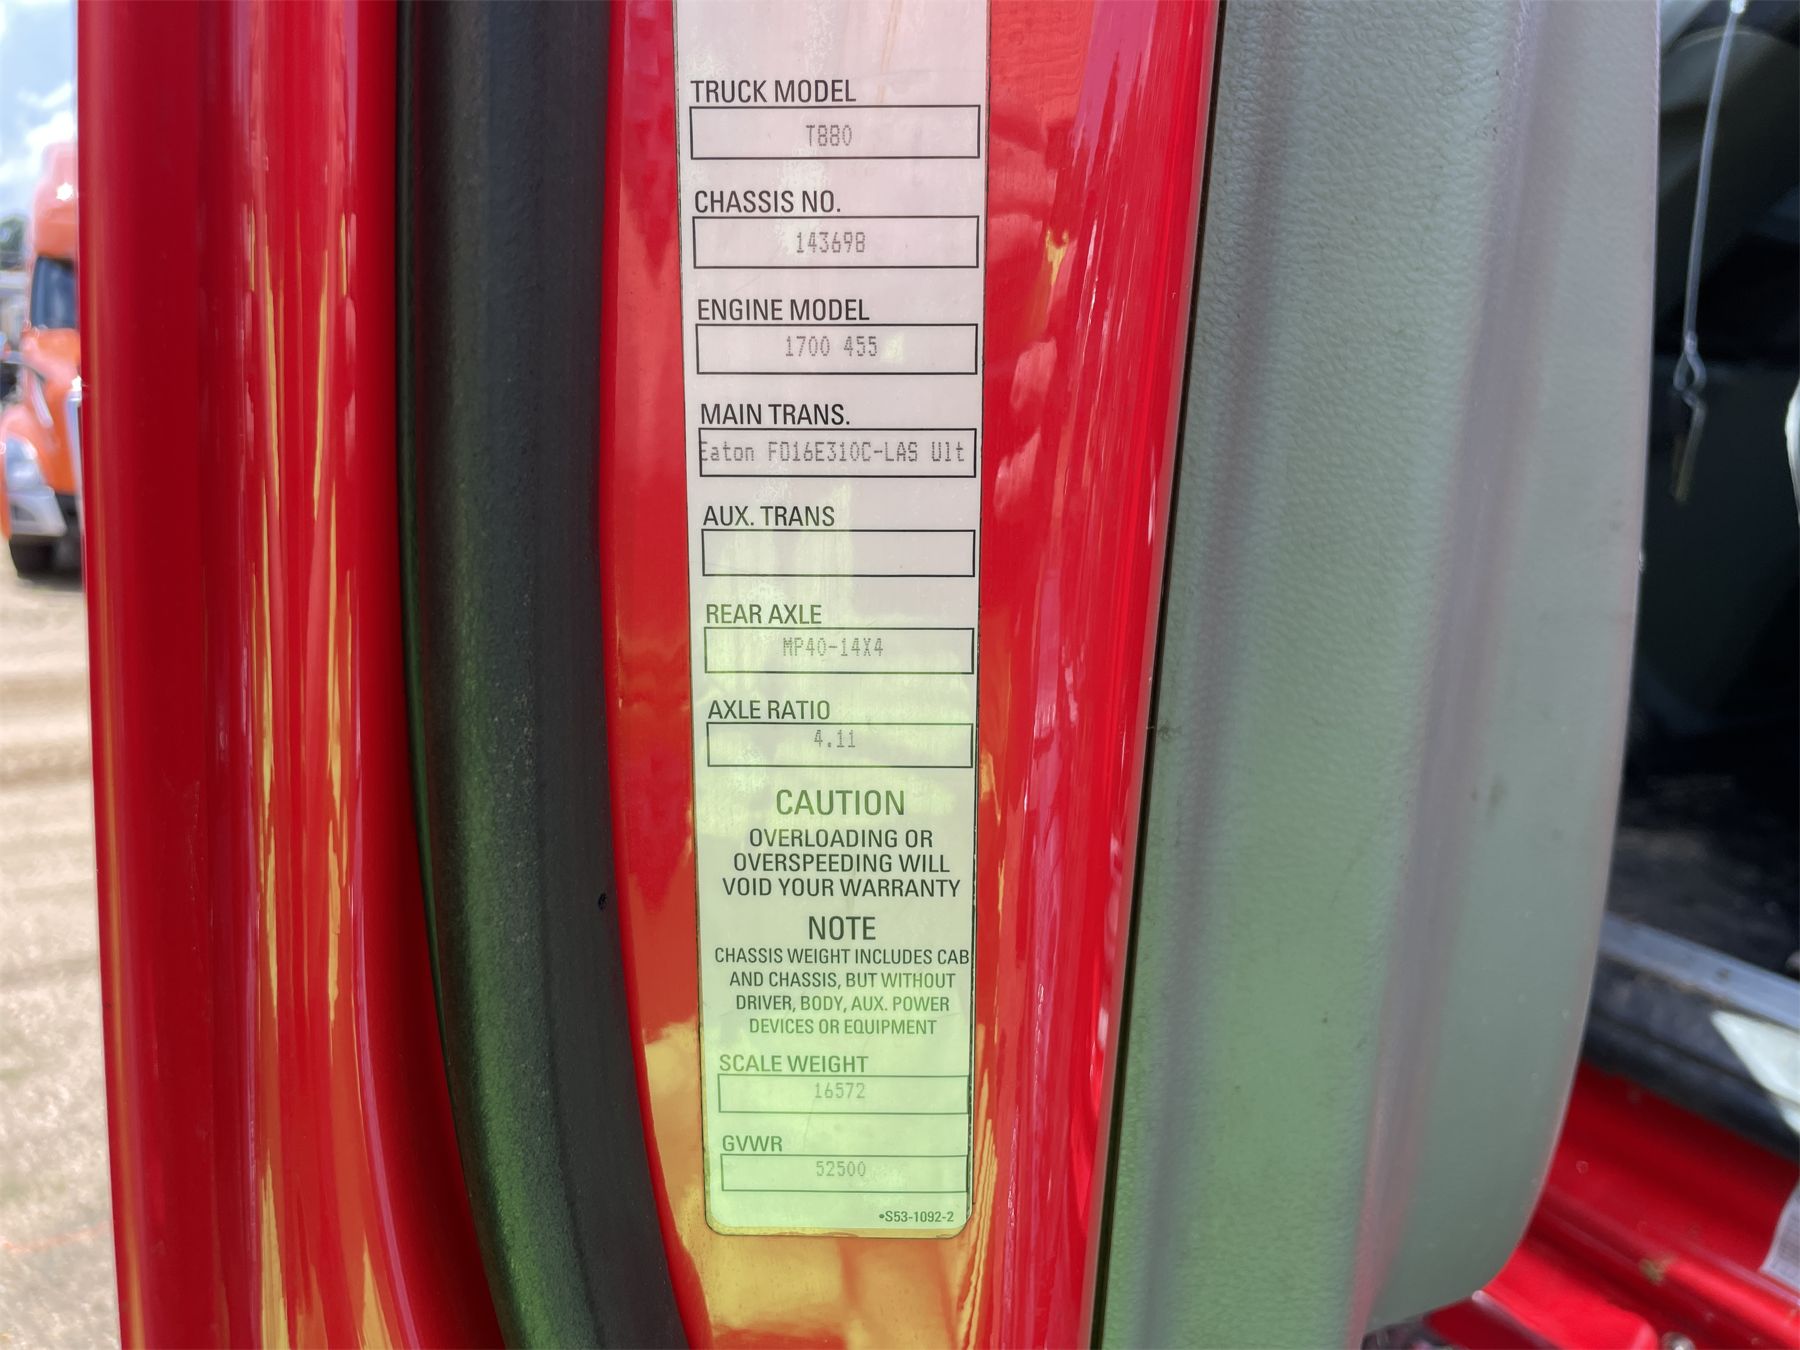 TRUCK MODEL
T880
CHASSIS NO.
143698
ENGINE MODEL
1700 455
MAIN TRANS.
Eaton FO16E310C-LAS Ult
AUX. TRANS
REAR AXLE
MP40-14X4
AXLE RATIO
4.11
CAUTION
OVERLOADING OR
OVERSPEEDING WILL
VOID YOUR WARRANTY
NOTE
CHASSIS WEIGHT INCLUDES CAB
AND CHASSIS, BUT WITHOUT
DRIVER, BODY, AUX. POWER
DEVICES OR EQUIPMENT
SCALE WEIGHT
16572
GVWR
52500
•S53-1092-2